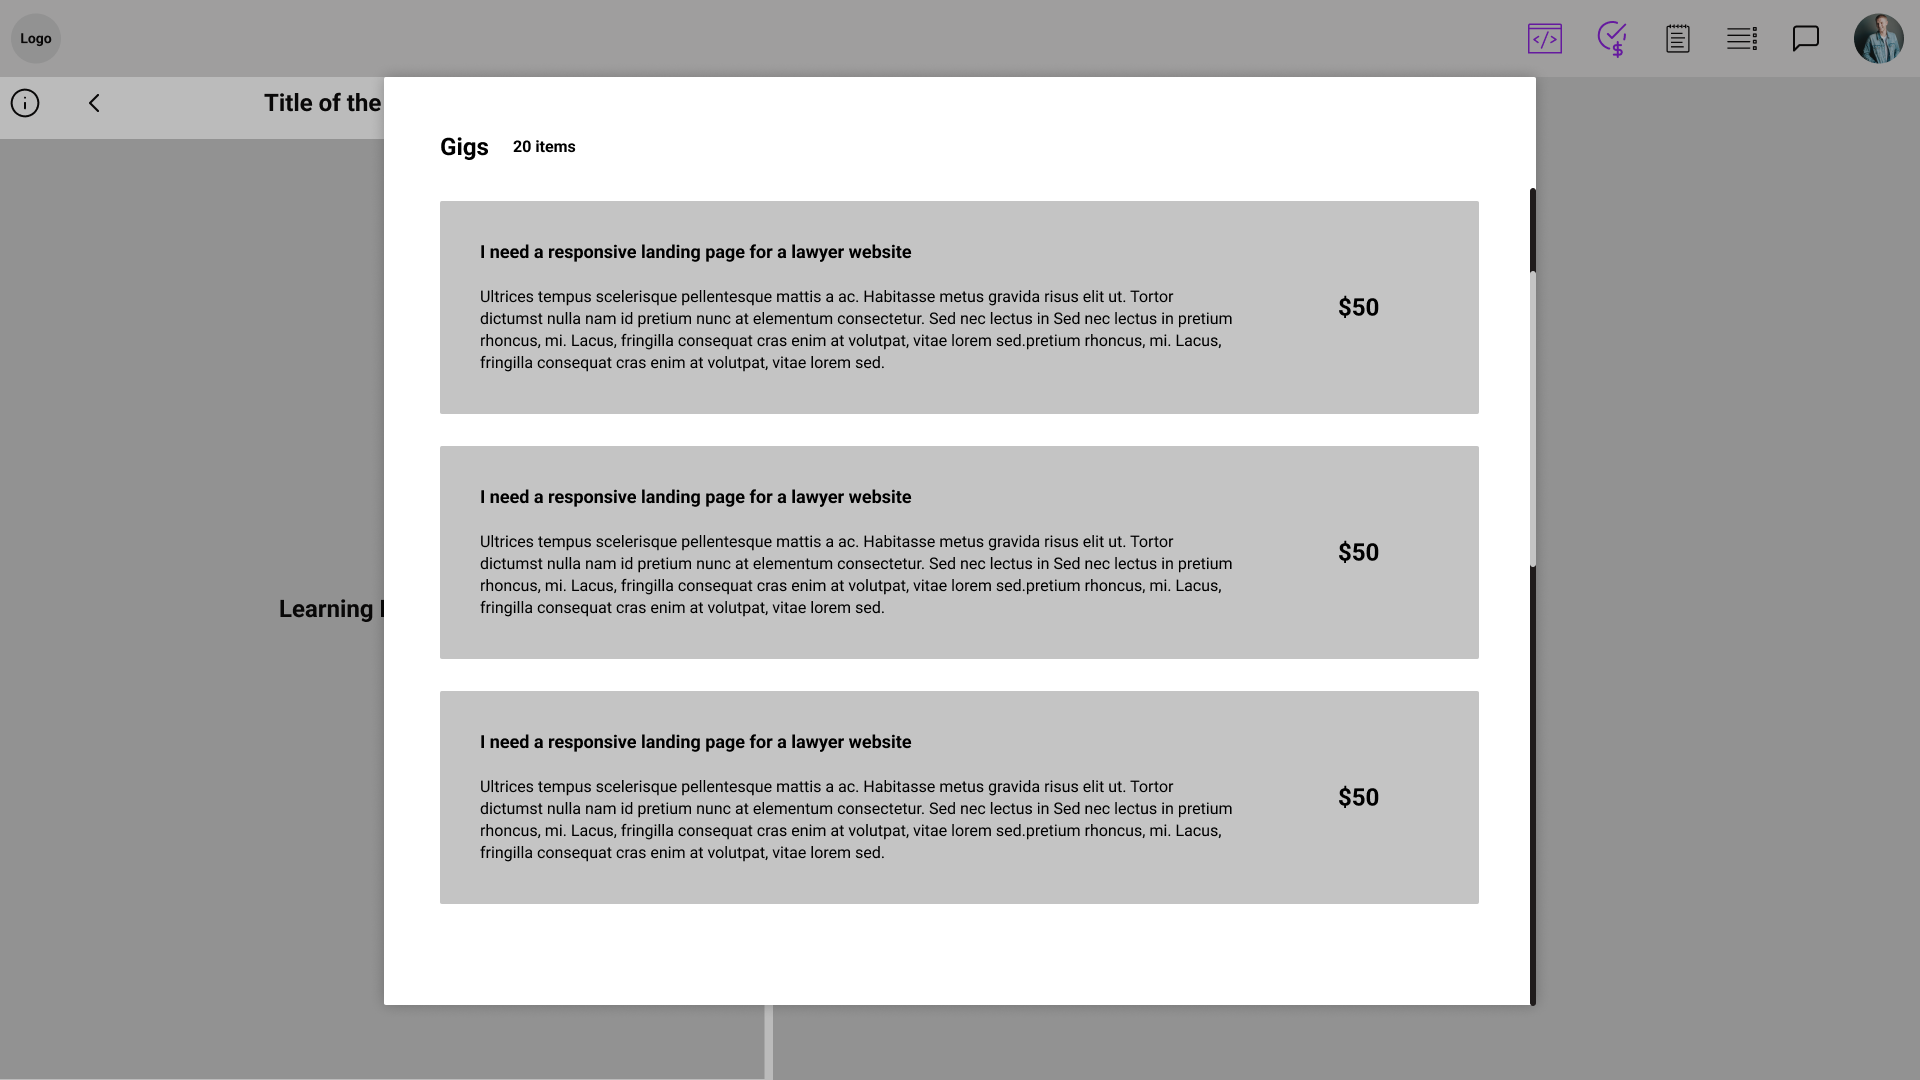 Logo
Title of the
Gigs 20 items
I need a responsive landing page for a lawyer website
Ultrices tempus scelerisque pellentesque mattis a ac. Habitasse metus gravida risus elit ut. Tortor
dictumst nulla nam id pretium nunc at elementum consectetur. Sed nec lectus in Sed nec lectus in pretium
rhoncus, mi. Lacus, fringilla consequat cras enim at volutpat, vitae lorem sed.pretium rhoncus, mi. Lacus,
fringilla consequat cras enim at volutpat, vitae lorem sed.
$50
I need a responsive landing page for a lawyer website
Ultrices tempus scelerisque pellentesque mattis a ac. Habitasse metus gravida risus elit ut. Tortor
dictumst nulla nam id pretium nunc at elementum consectetur. Sed nec lectus in Sed nec lectus in pretium
rhoncus, mi. Lacus, fringilla consequat cras enim at volutpat, vitae lorem sed.pretium rhoncus, mi. Lacus,
fringilla consequat cras enim at volutpat, vitae lorem sed.
$50
Learning
I need a responsive landing page for a lawyer website
Ultrices tempus scelerisque pellentesque mattis a ac. Habitasse metus gravida risus elit ut. Tortor
dictumst nulla nam id pretium nunc at elementum consectetur. Sed nec lectus in Sed nec lectus in pretium
rhoncus, mi. Lacus, fringilla consequat cras enim at volutpat, vitae lorem sed.pretium rhoncus, mi. Lacus,
fringilla consequat cras enim at volutpat, vitae lorem sed.
$50